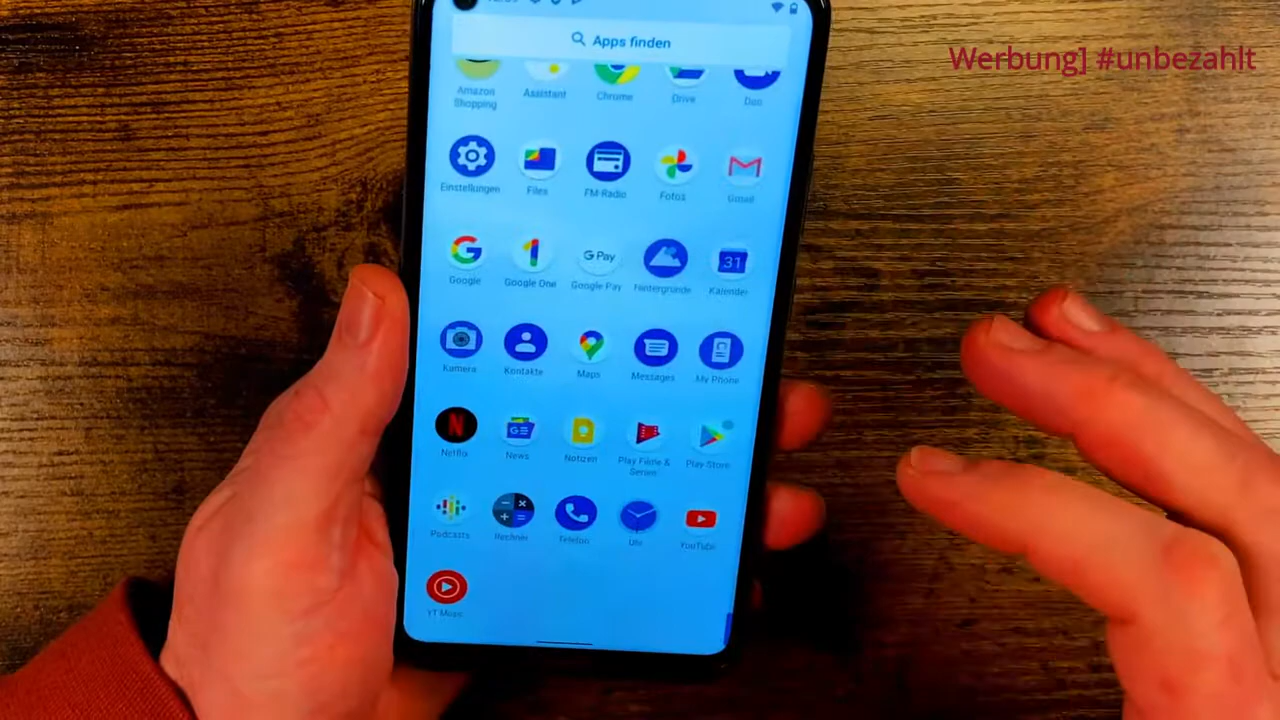 Apps finden
Werbung] #unbezahlt
Amazon Shopping
Assistant
Chrome
Drive
Duo
Einstellungen
Files
FM-Radio
Fotos
Gmail
31
Google
Google One
G Pay
Google Pay
Hintergründe
Kalender
Kamera
Kontakte
Maps
Messages
My Phone
N
Netflix
News
Notizen
Play Filme &
Serien
Play Store
Podcasts
Rechner
Telefon
Uhr
YouTube
YT Music